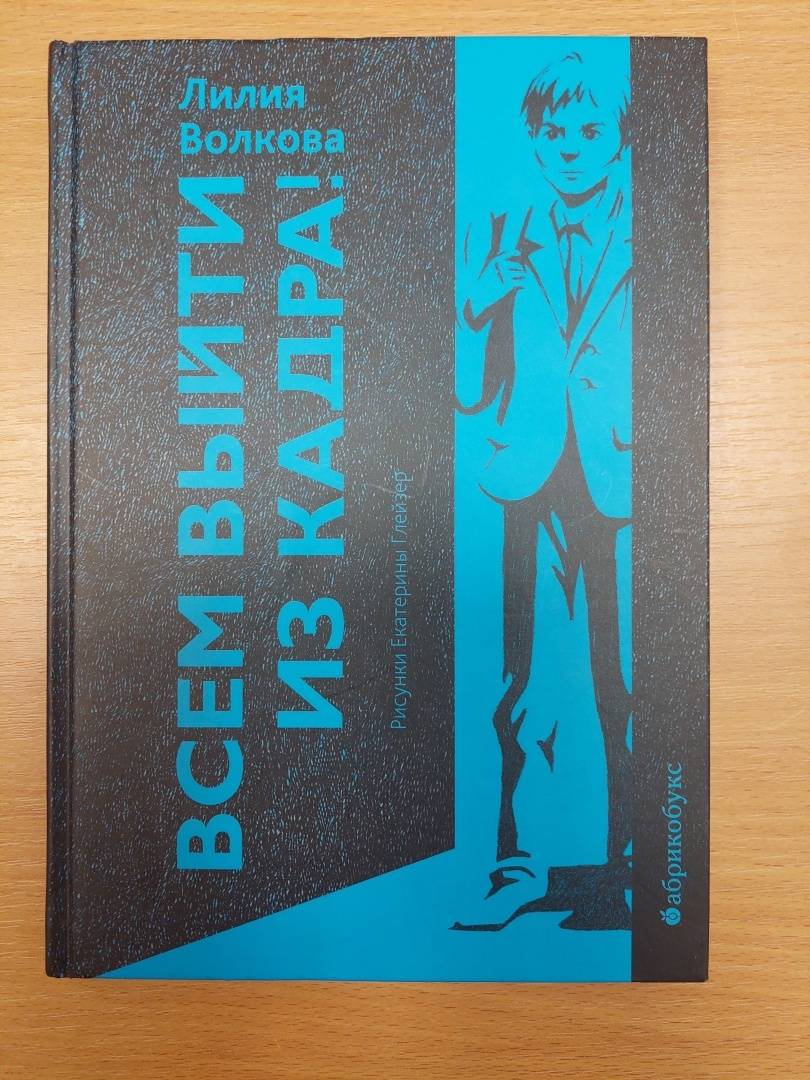 Лилия
Волкова
ВСЕМ ВЫЙТИ
ИЗ КАДРА!
Рисунки Екатерины Глейзер
абрикобукс